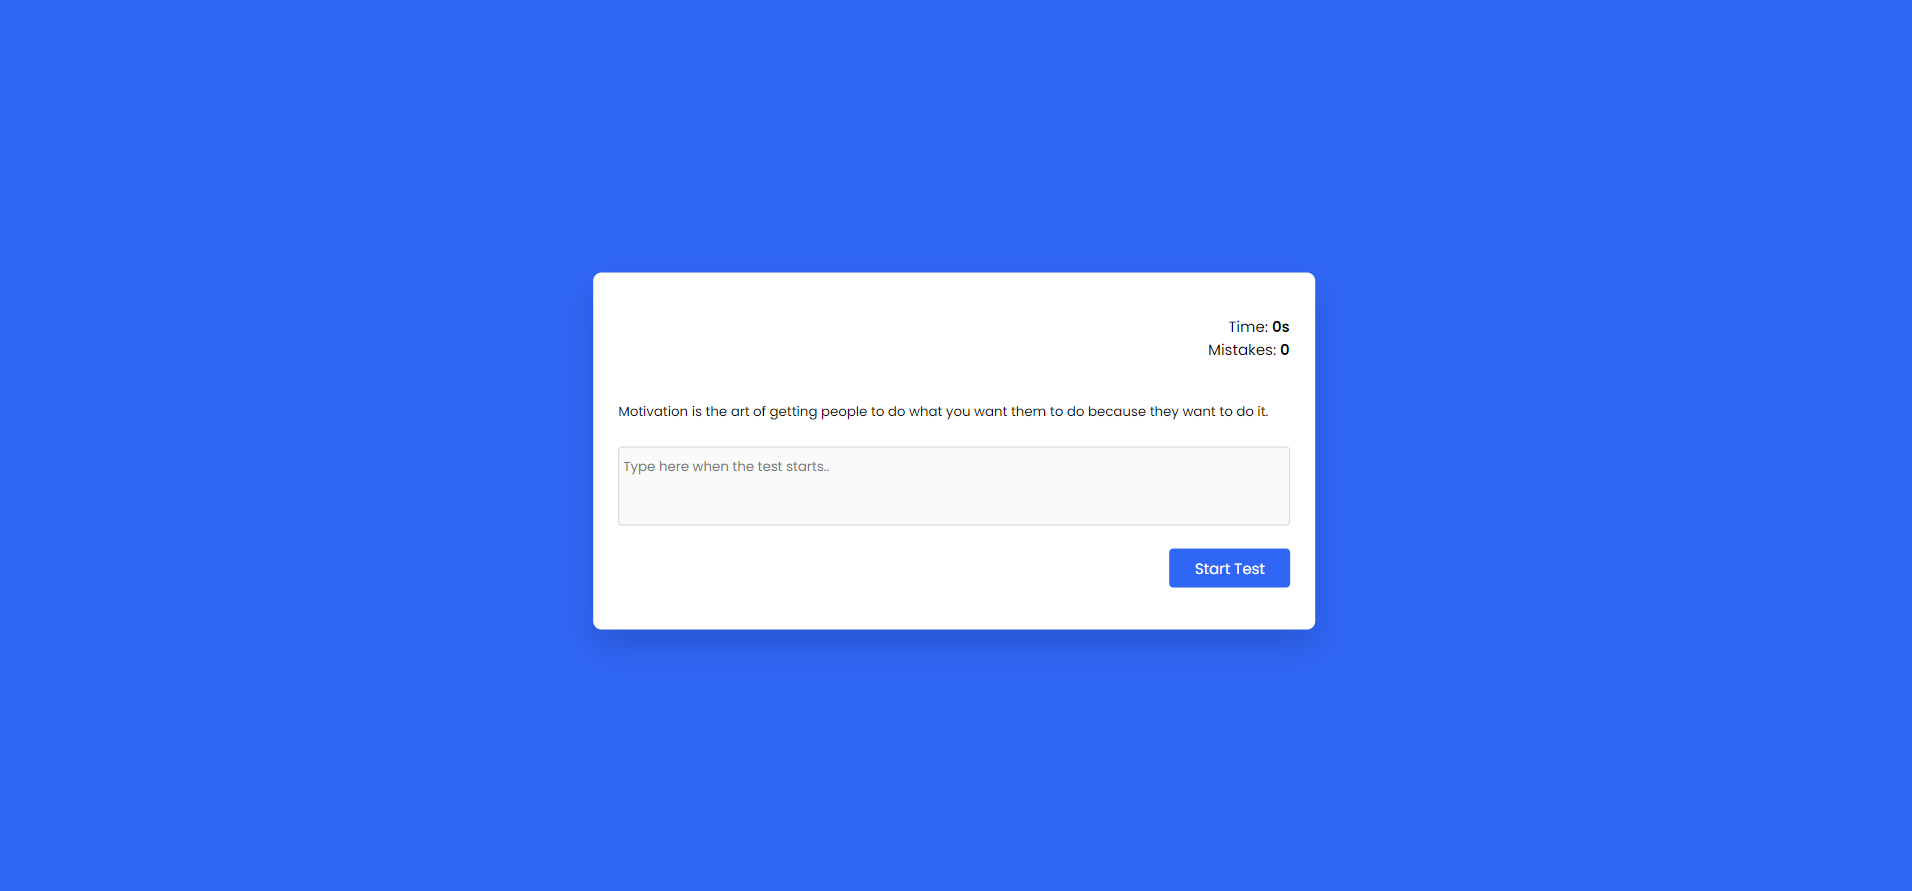 Time: 0s
Mistakes: 0
Motivation is the art of getting people to do what you want them to do because they want to do it.
Type here when the test starts..
Start Test